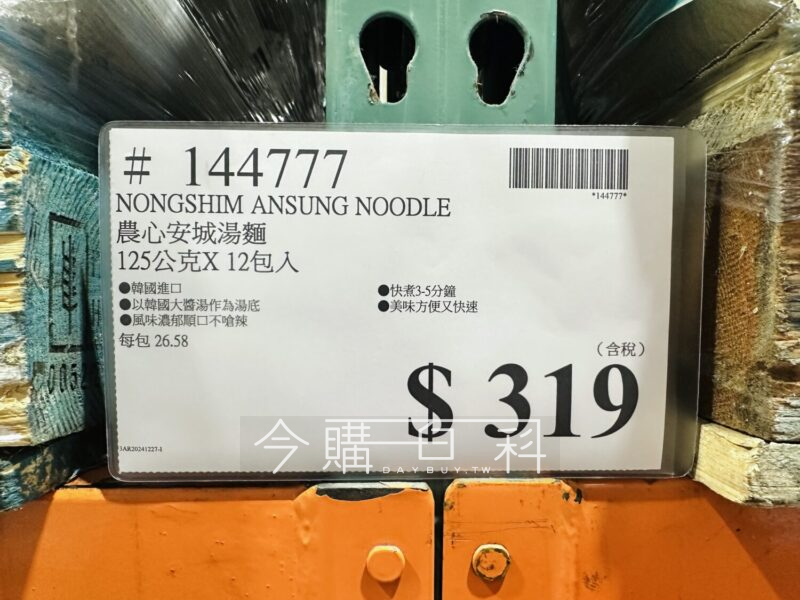 # 144777
*144777*
NONGSHIM ANSUNG NOODLE
農心安城湯麵
125公克X 12包入
●韓國進口
●以韓國大醬湯作為湯底
●風味濃郁順口不嗆辣
●快煮3-5分鐘
●美味方便又快速
每包 26.58
（含稅）
$ 319
今購百科
DAYBUY.TW